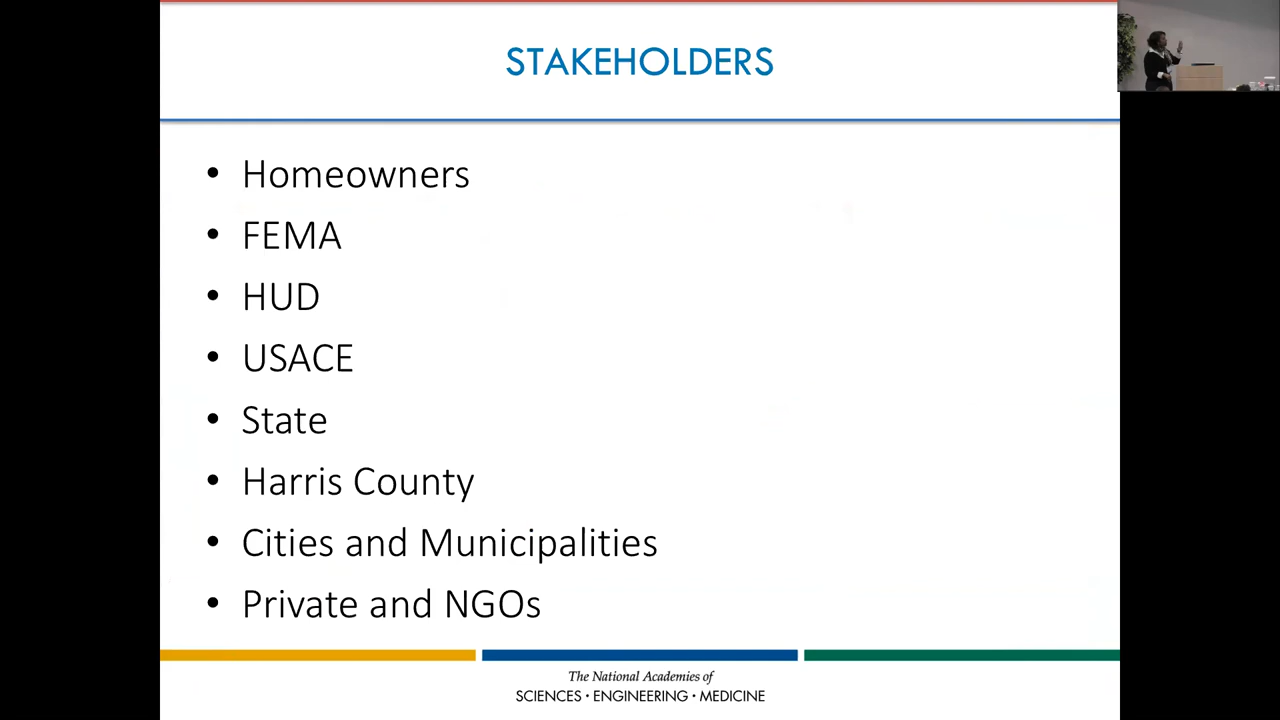 STAKEHOLDERS
• Homeowners
• FEMA
• HUD
• USACE
• State
• Harris County
• Cities and Municipalities
• Private and NGOs
The National Academies of
SCIENCES · ENGINEERING · MEDICINE